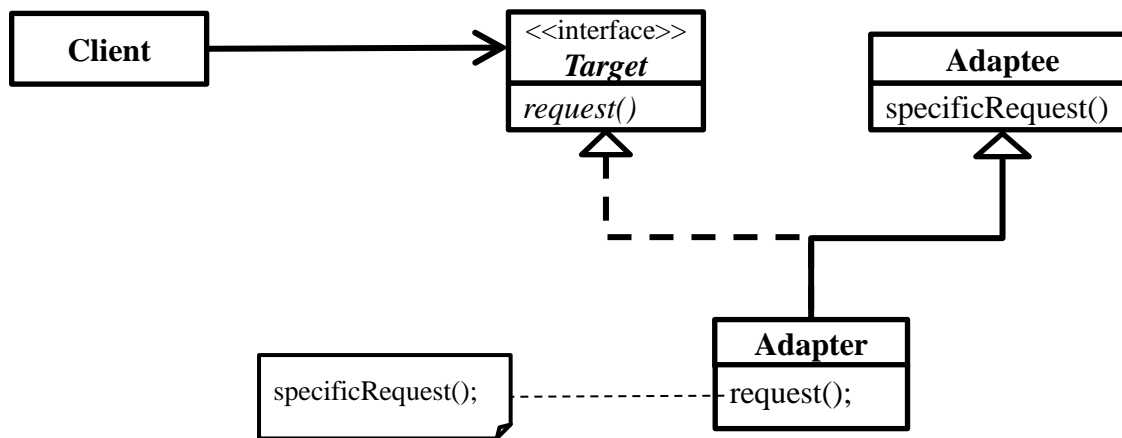 Client
<<interface>>
Target
request()
Adaptee
specificRequest()
Adapter
request();
specificRequest();